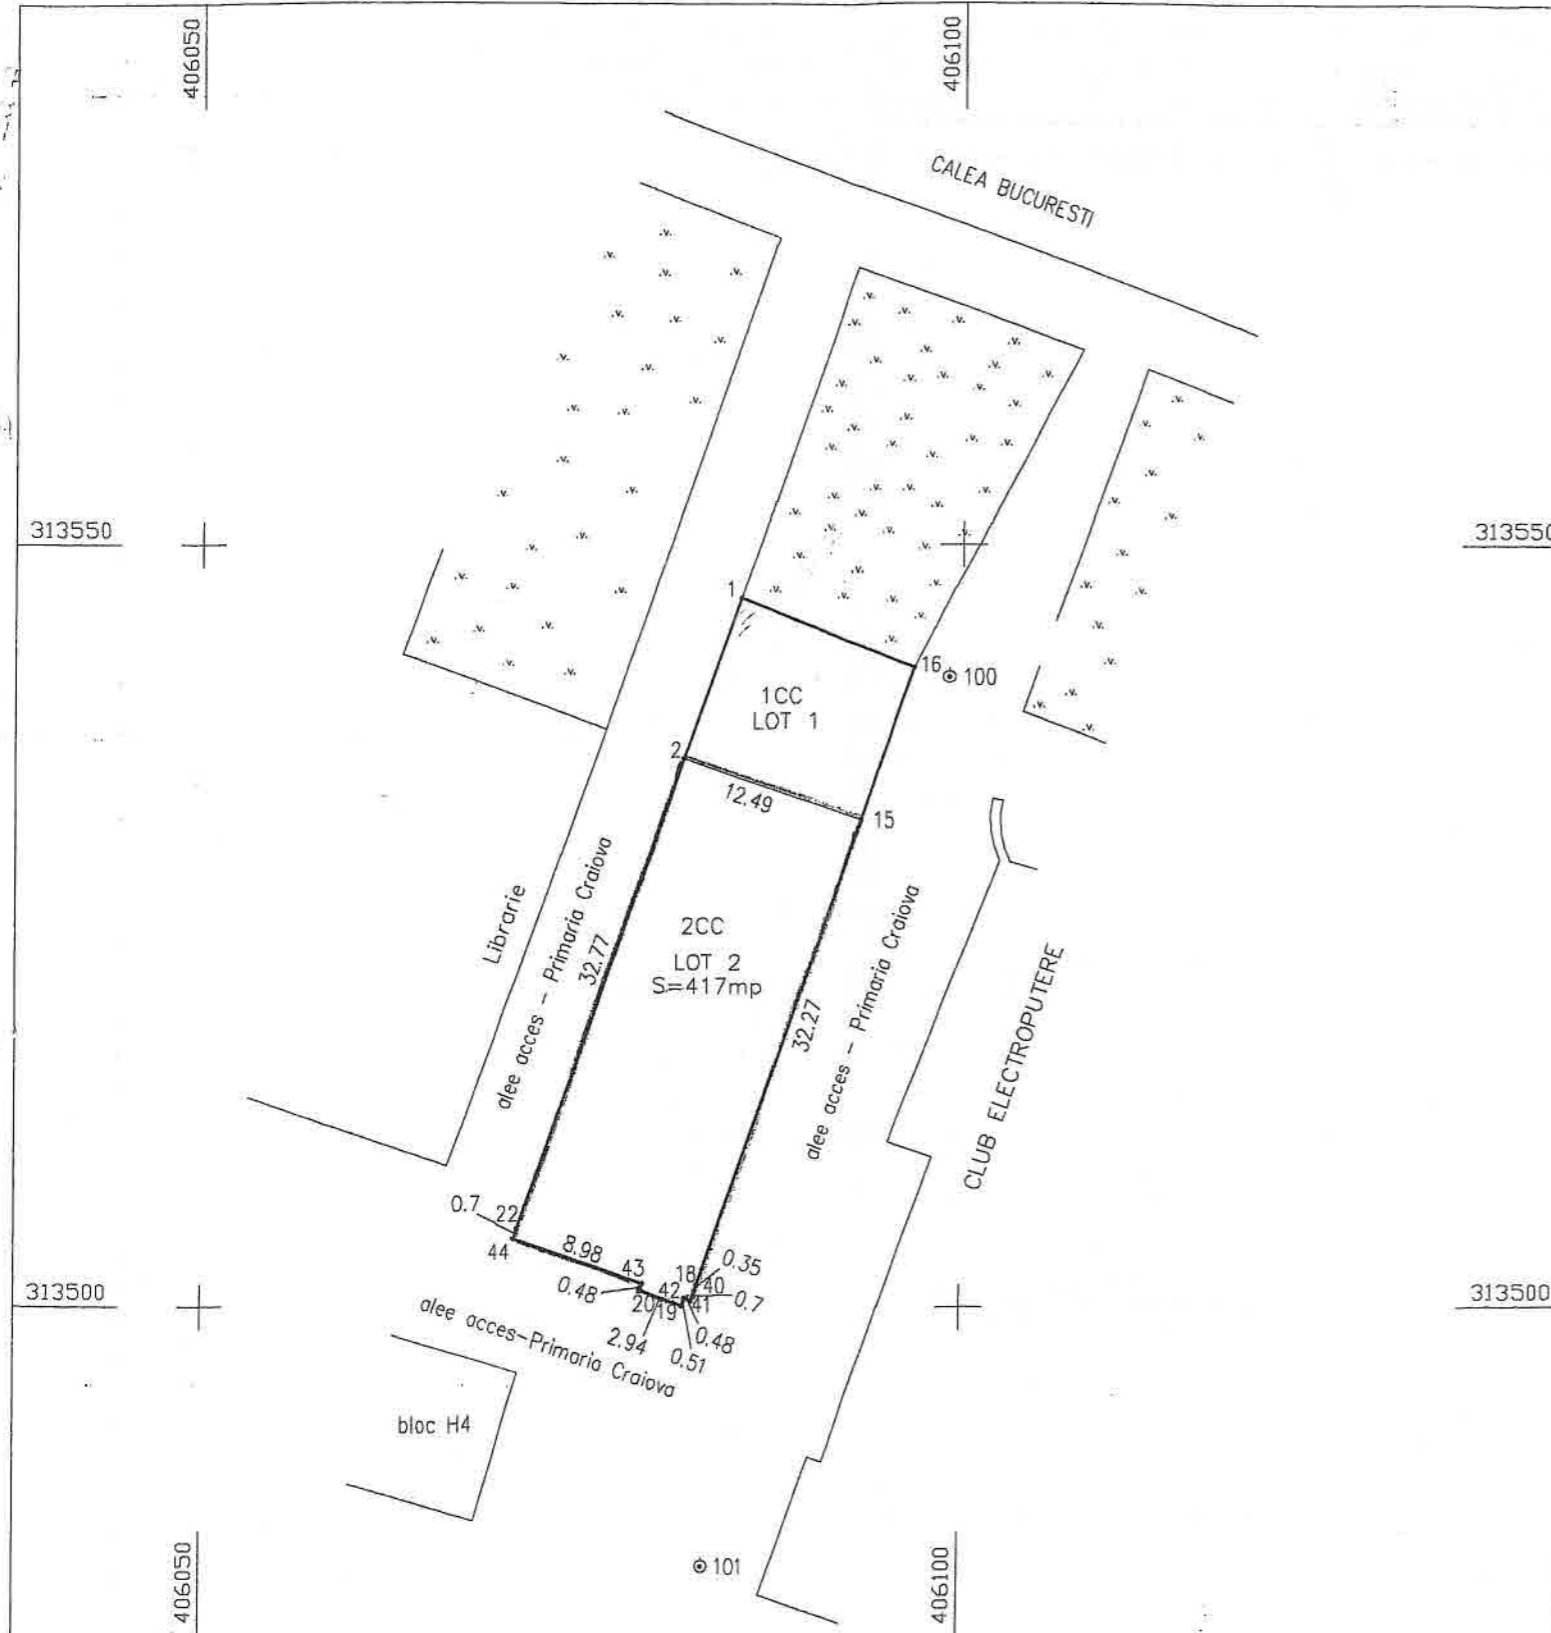 406050
406100
CALEA BUCURESTI
313550
313550
1
16
100
1CC
LOT 1
2
12.49
15
Librarie
alee acces - Primaria Craiova
32.77
2CC
LOT 2
S=417mp
32.27
alee acces - Primaria Craiova
CLUB ELECTROPUTERE
0.7
22
44
8.98
43
0.48
18
0.35
40
42
41
0.7
20
19
313500
313500
2.94
0.48
0.51
alee acces-Primaria Craiova
bloc H4
101
406050
406100